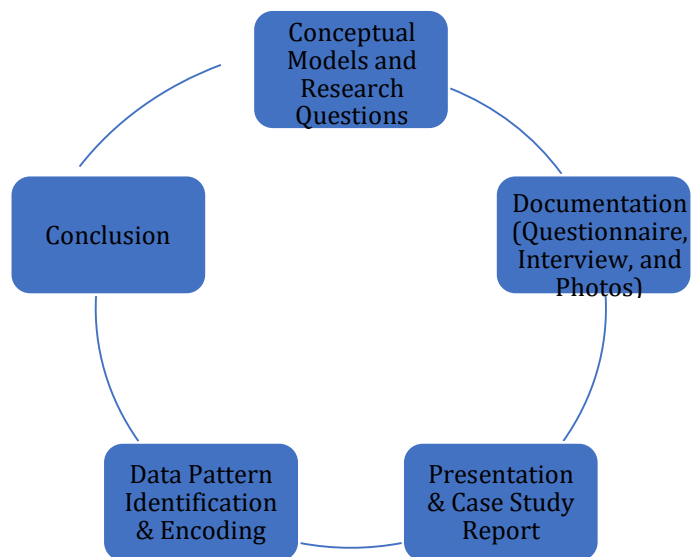 Conceptual
Models and
Research
Questions
Documentation
(Questionnaire,
Interview, and
Photos)
Presentation
& Case Study
Report
Data Pattern
Identification
& Encoding
Conclusion